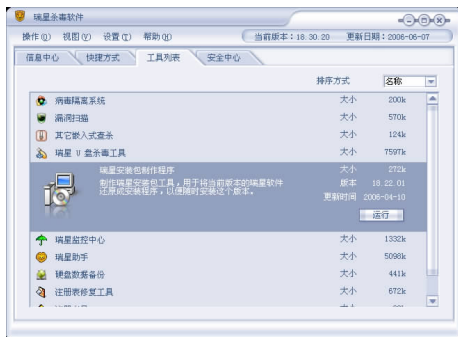 瑞星杀毒软件
操作(O) 视图(V) 设置(I) 帮助(H) 当前版本:18.30.20 更新日期:2006-06-07
信息中心 快捷方式 工具列表 安全中心
排序方式 名称
病毒隔离系统 大小 200k
漏洞扫描 大小 570k
其它嵌入式查杀 大小 124k
瑞星 U 盘杀毒工具 大小 7597k
瑞星安装包制作程序 大小 272k
制作瑞星安装包工具,用于将当前版本的瑞星软件 版本 18.22.01
还原成安装程序,以便随时安装这个版本。 更新时间 2006-04-10
运行
瑞星监控中心 大小 1332k
瑞星助手 大小 5098k
硬盘数据备份 大小 441k
注册表修复工具 大小 672k